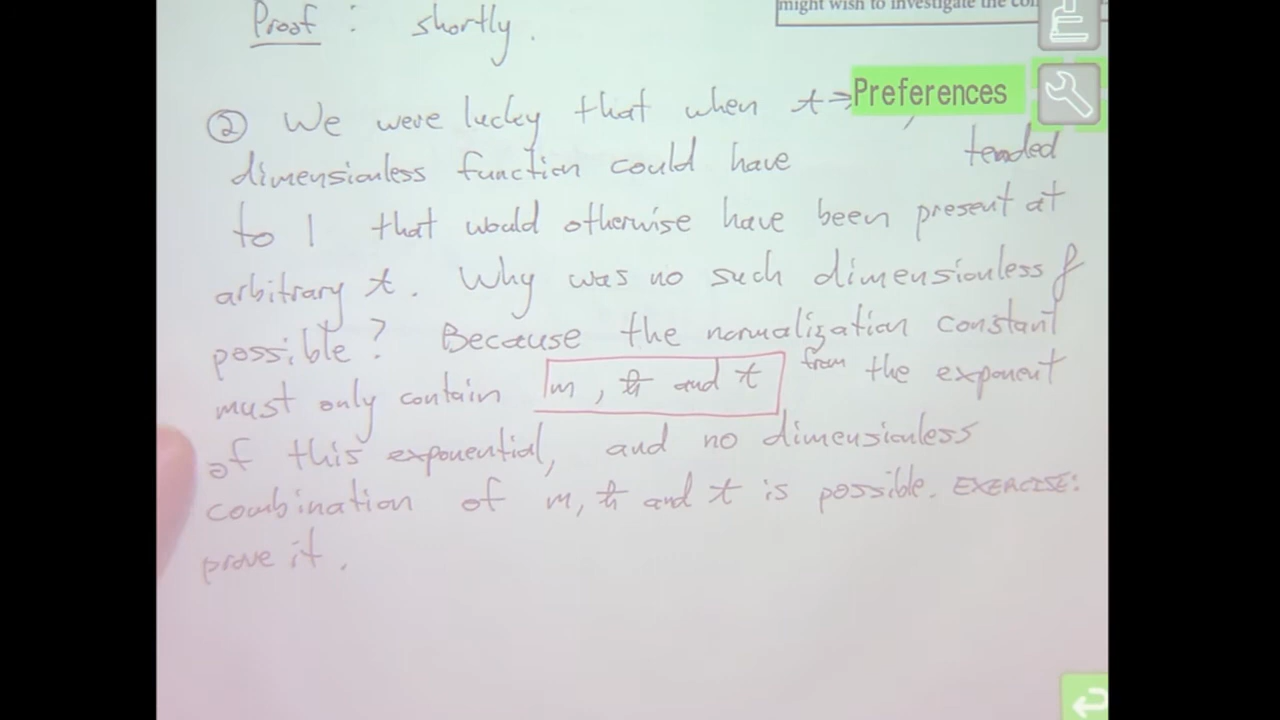 might wish to investigate the con
Proof : shortly.
Preferences
② We were lucky that when t→
dimensionless function could have tended
to 1 that would otherwise have been present at
arbitrary t. Why was no such dimensionless f
possible? Because the normalization constant
must only contain m, ħ and t from the exponent
of this exponential, and no dimensionless
combination of m, ħ and t is possible. EXERCISE:
prove it.